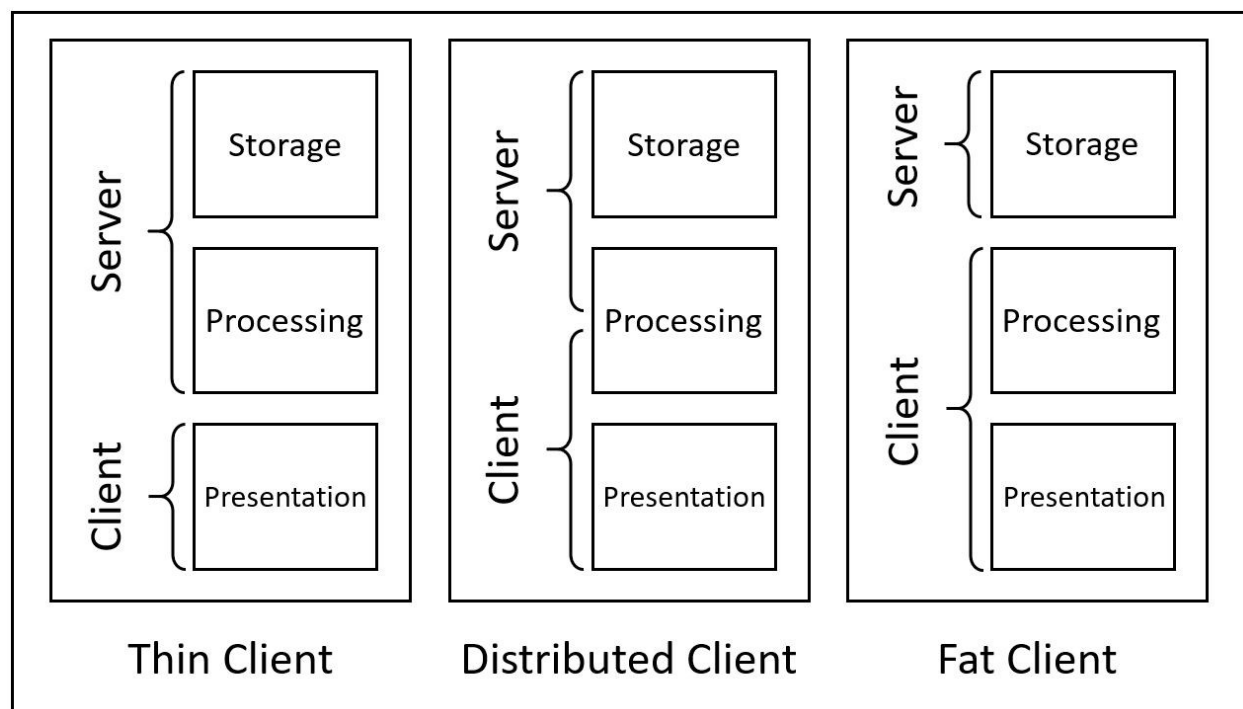 Server
Storage
Processing
Client
Presentation
Thin Client
Server
Storage
Processing
Client
Presentation
Distributed Client
Server
Storage
Client
Processing
Presentation
Fat Client